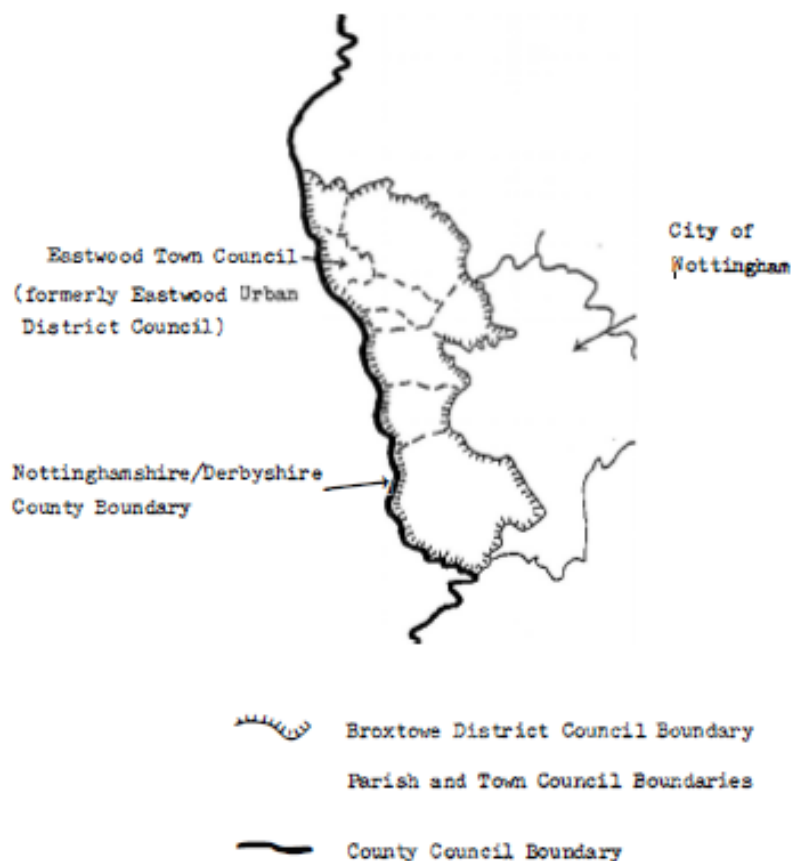 City of
Nottingham
Eastwood Town Council
(formerly Eastwood Urban
District Council)
Nottinghamshire/Derbyshire
County Boundary
Broxtowe District Council Boundary
Parish and Town Council Boundaries
County Council Boundary